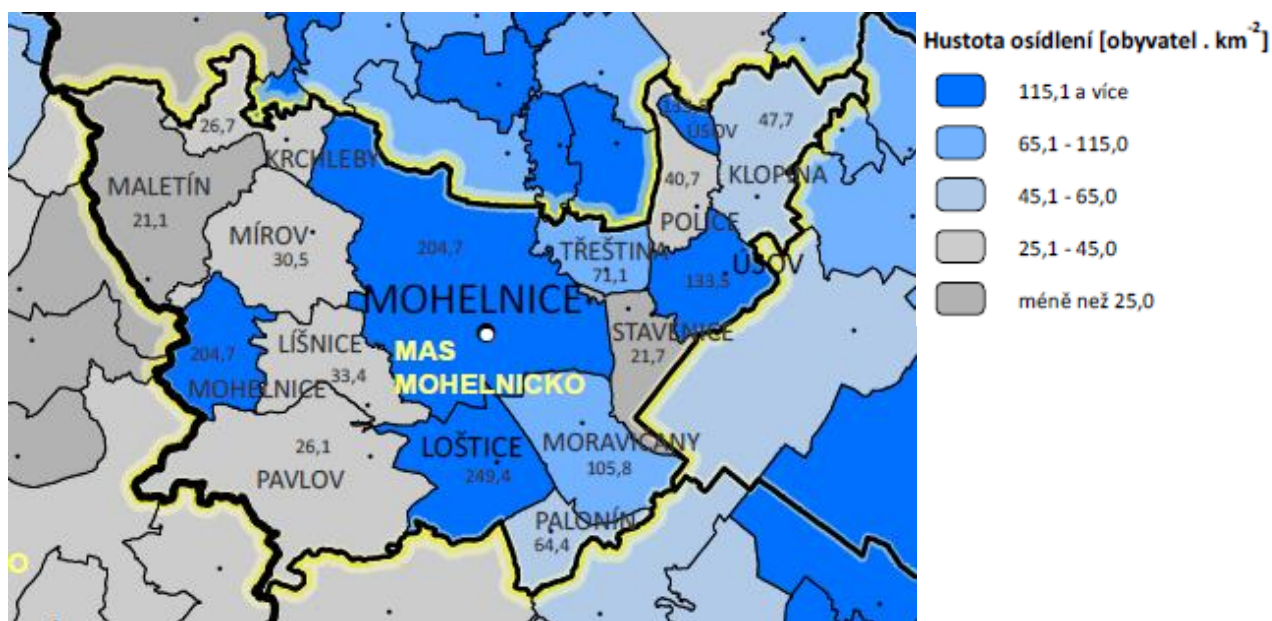 Hustota osídlení [obyvatel . km⁻²]
115,1 a více
65,1 - 115,0
45,1 - 65,0
25,1 - 45,0
méně než 25,0
26,7
KRCHLEBY
MALETÍN
21,1
MÍROV
30,5
204,7
MOHELNICE
TŘEŠTINA
71,1
ÚSOV
47,7
KLOPINA
40,7
POLICE
ÚSOV
133,5
STAVENICE
21,7
LÍŠNICE
33,4
204,7
MOHELNICE
MAS
MOHELNICKO
26,1
PAVLOV
LOŠTICE
249,4
MORAVIČANY
105,8
PALONÍN
64,4
O